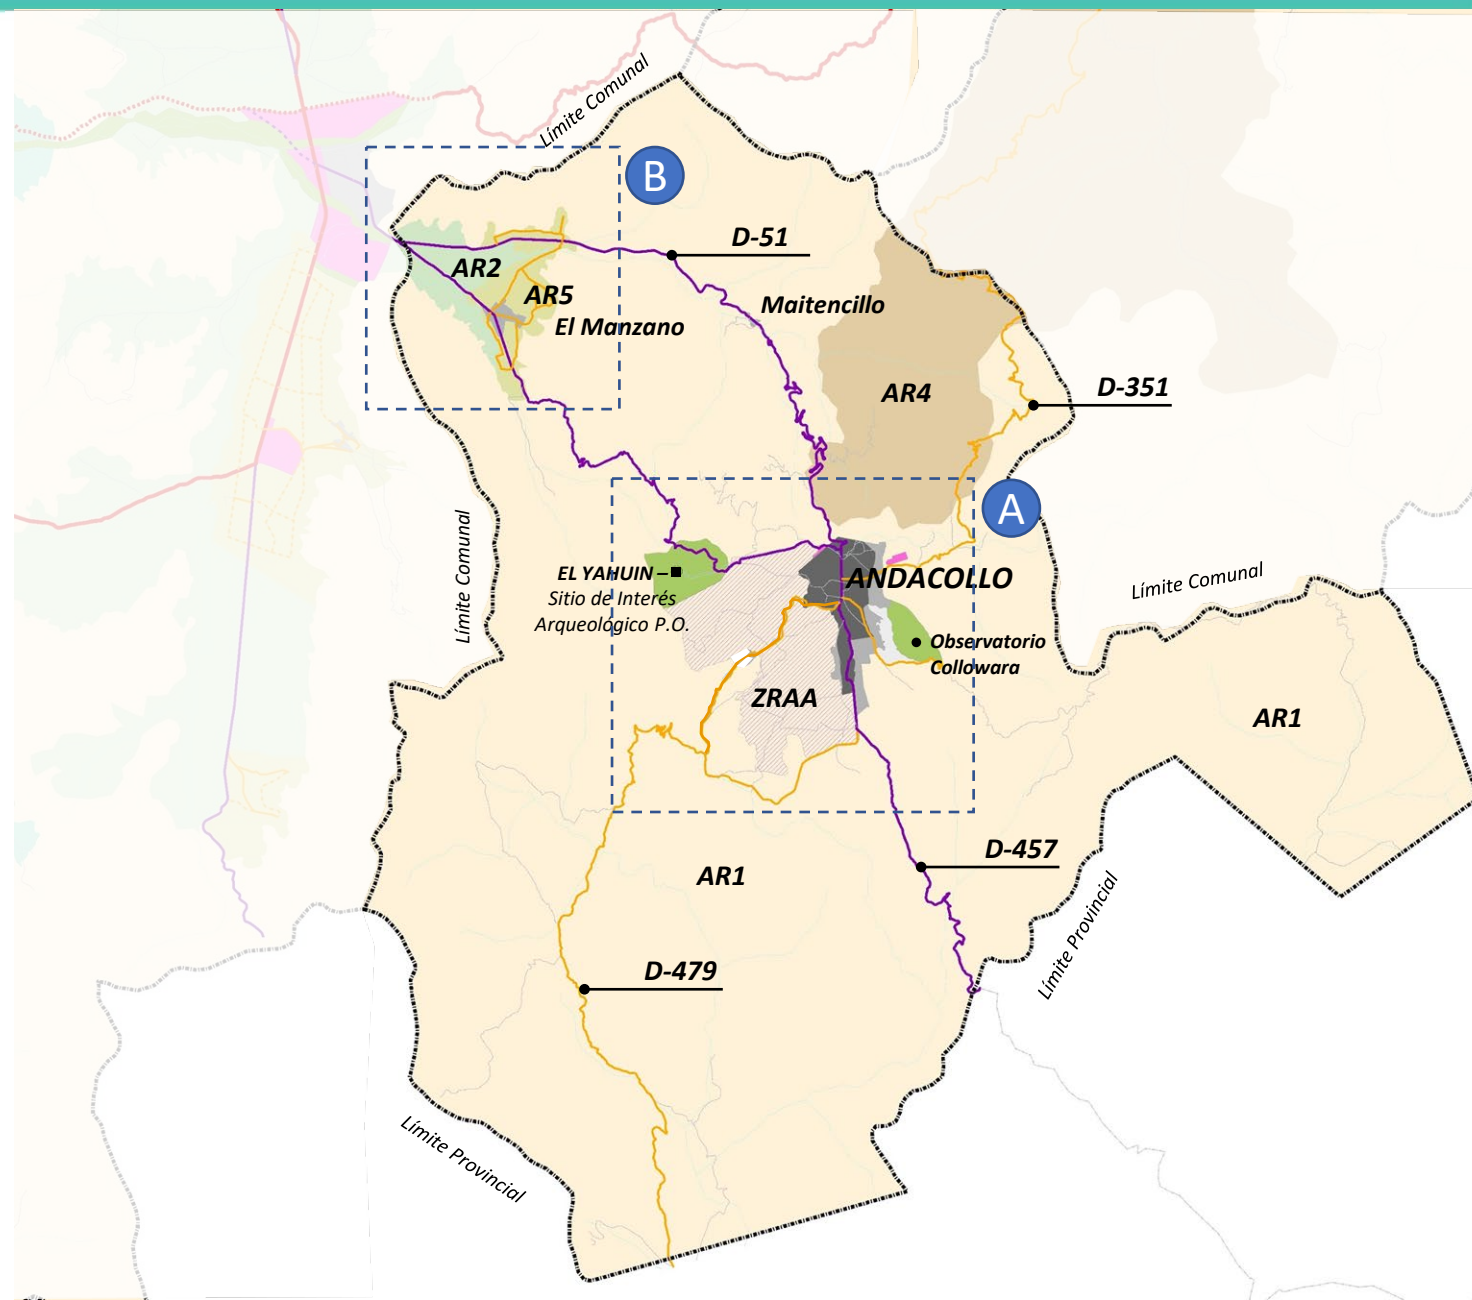 Límite Comunal
B
D-51
AR2
AR5
Maitencillo
El Manzano
AR4
D-351
A
Límite Comunal
EL YAHUIN –
Sitio de Interés
Arqueológico P.O.
ANDACOLLO
Límite Comunal
Observatorio
Collowara
ZRAA
AR1
D-457
AR1
Límite Provincial
D-479
Límite Provincial